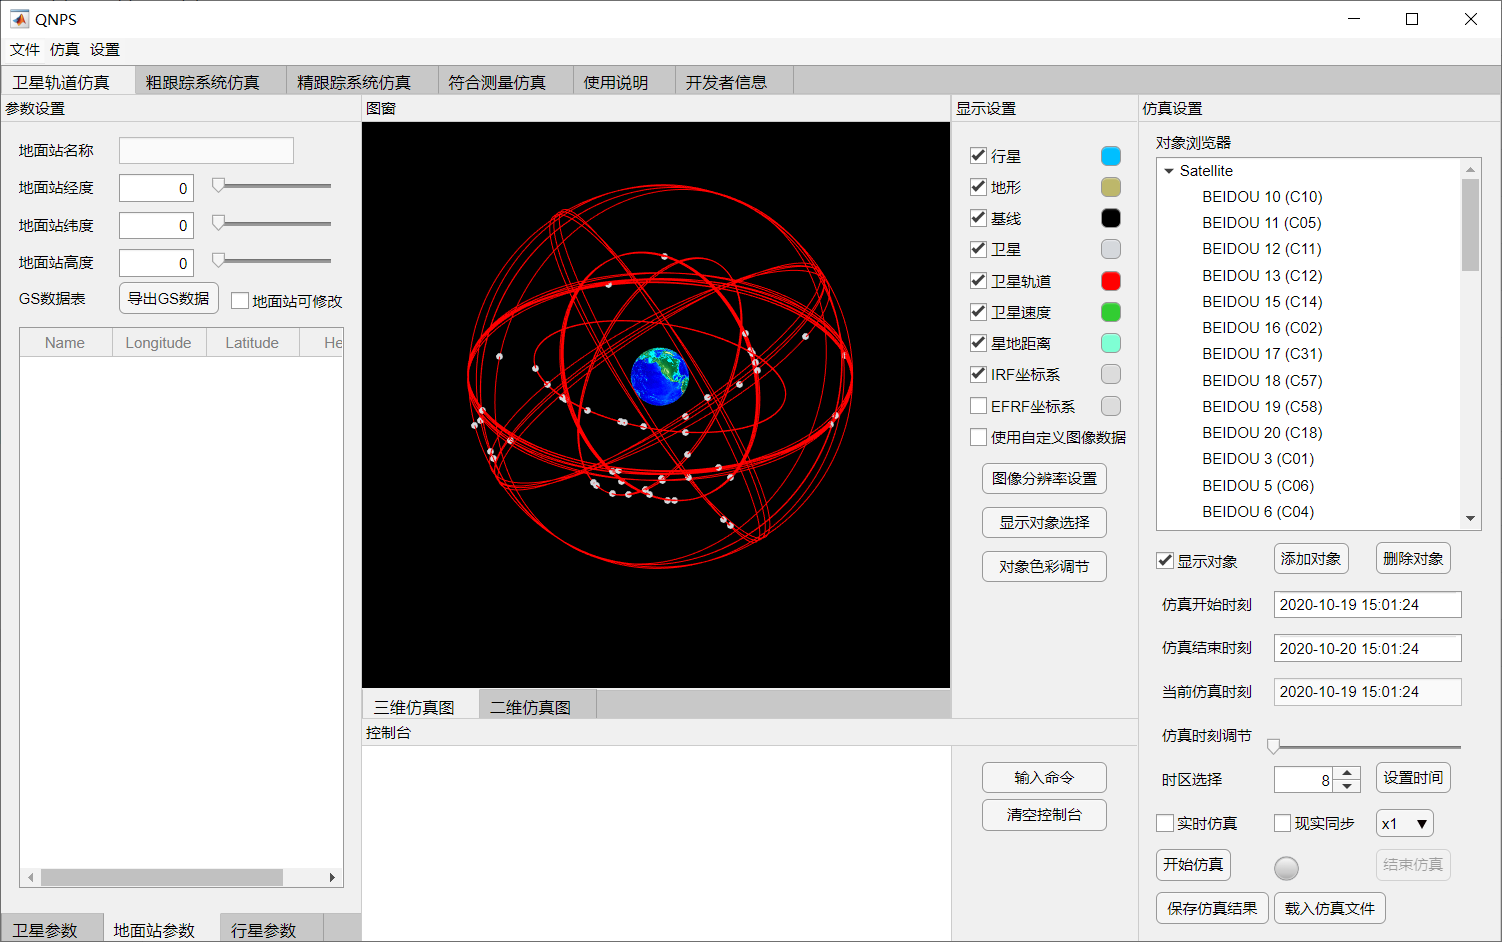 QNPS
文件 仿真 设置
卫星轨道仿真 粗跟踪系统仿真 精跟踪系统仿真 符合测量仿真 使用说明 开发者信息
参数设置
地面站名称
地面站经度 0
地面站纬度 0
地面站高度 0
GS数据表 导出GS数据 地面站可修改
Name Longitude Latitude He
卫星参数 地面站参数 行星参数
图窗
三维仿真图 二维仿真图
控制台
输入命令
清空控制台
显示设置
行星
地形
基线
卫星
卫星轨道
卫星速度
星地距离
IRF坐标系
EFRF坐标系
使用自定义图像数据
图像分辨率设置
显示对象选择
对象色彩调节
仿真设置
对象浏览器
Satellite
BEIDOU 10 (C10)
BEIDOU 11 (C05)
BEIDOU 12 (C11)
BEIDOU 13 (C12)
BEIDOU 15 (C14)
BEIDOU 16 (C02)
BEIDOU 17 (C31)
BEIDOU 18 (C57)
BEIDOU 19 (C58)
BEIDOU 20 (C18)
BEIDOU 3 (C01)
BEIDOU 5 (C06)
BEIDOU 6 (C04)
显示对象 添加对象 删除对象
仿真开始时刻 2020-10-19 15:01:24
仿真结束时刻 2020-10-20 15:01:24
当前仿真时刻 2020-10-19 15:01:24
仿真时刻调节
时区选择 8 设置时间
实时仿真 现实同步 x1
开始仿真 结束仿真
保存仿真结果 载入仿真文件